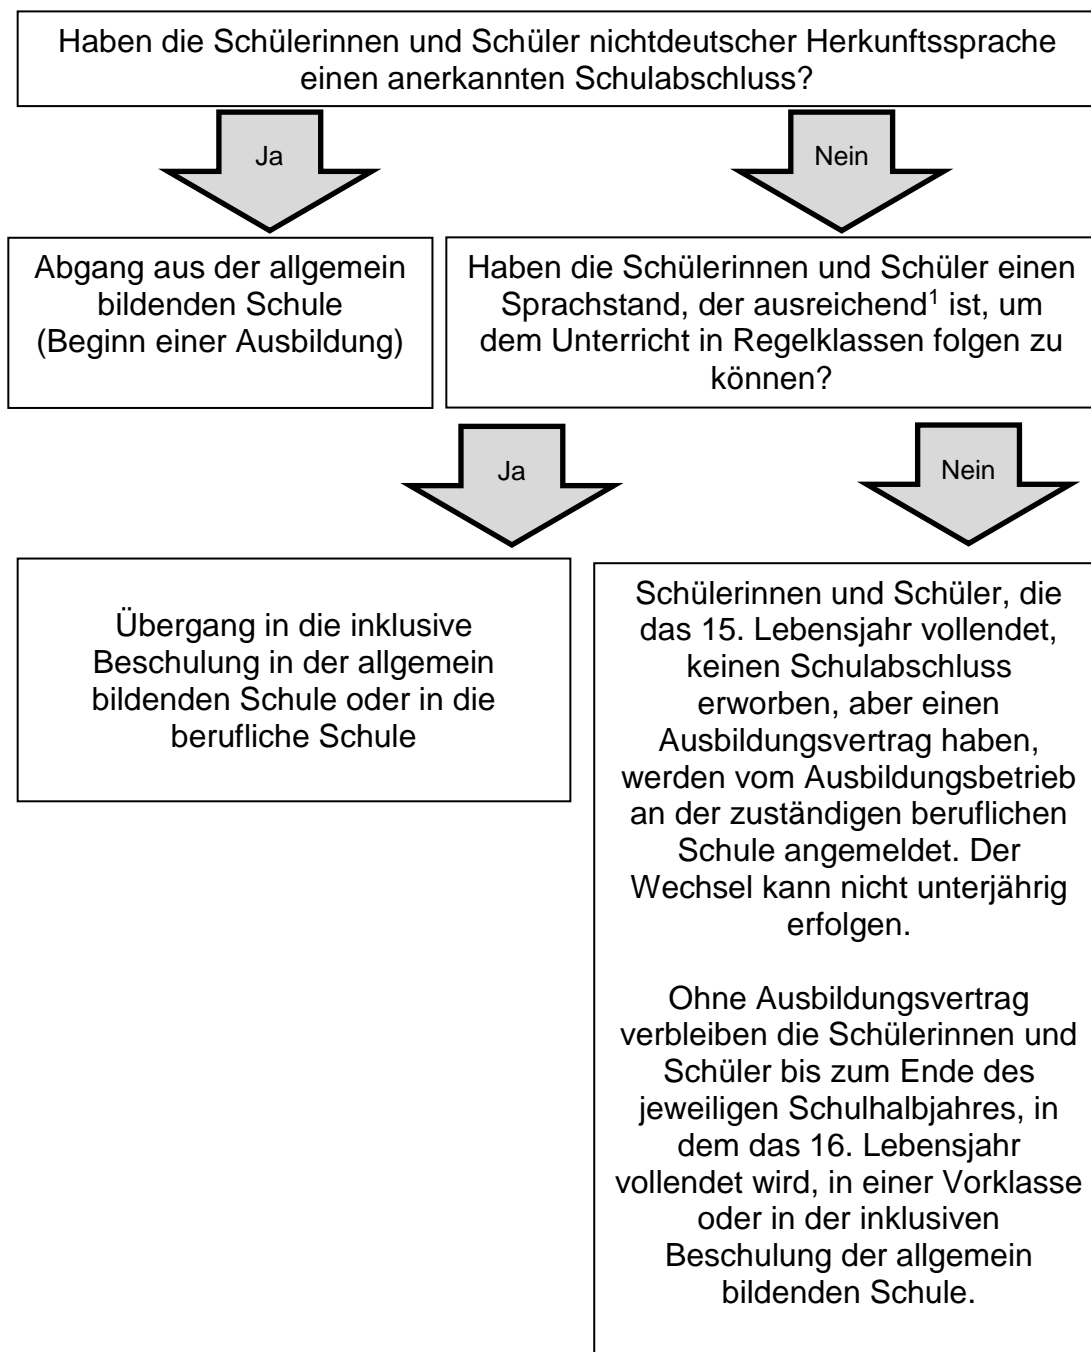 Haben die Schülerinnen und Schüler nichtdeutscher Herkunftssprache
einen anerkannten Schulabschluss?
Ja
Nein
Abgang aus der allgemein
bildenden Schule
(Beginn einer Ausbildung)
Haben die Schülerinnen und Schüler einen
Sprachstand, der ausreichend¹ ist, um
dem Unterricht in Regelklassen folgen zu
können?
Ja
Nein
Übergang in die inklusive
Beschulung in der allgemein
bildenden Schule oder in die
berufliche Schule
Schülerinnen und Schüler, die
das 15. Lebensjahr vollendet,
keinen Schulabschluss
erworben, aber einen
Ausbildungsvertrag haben,
werden vom Ausbildungsbetrieb
an der zuständigen beruflichen
Schule angemeldet. Der
Wechsel kann nicht unterjährig
erfolgen.
Ohne Ausbildungsvertrag
verbleiben die Schülerinnen und
Schüler bis zum Ende des
jeweiligen Schulhalbjahres, in
dem das 16. Lebensjahr
vollendet wird, in einer Vorklasse
oder in der inklusiven
Beschulung der allgemein
bildenden Schule.